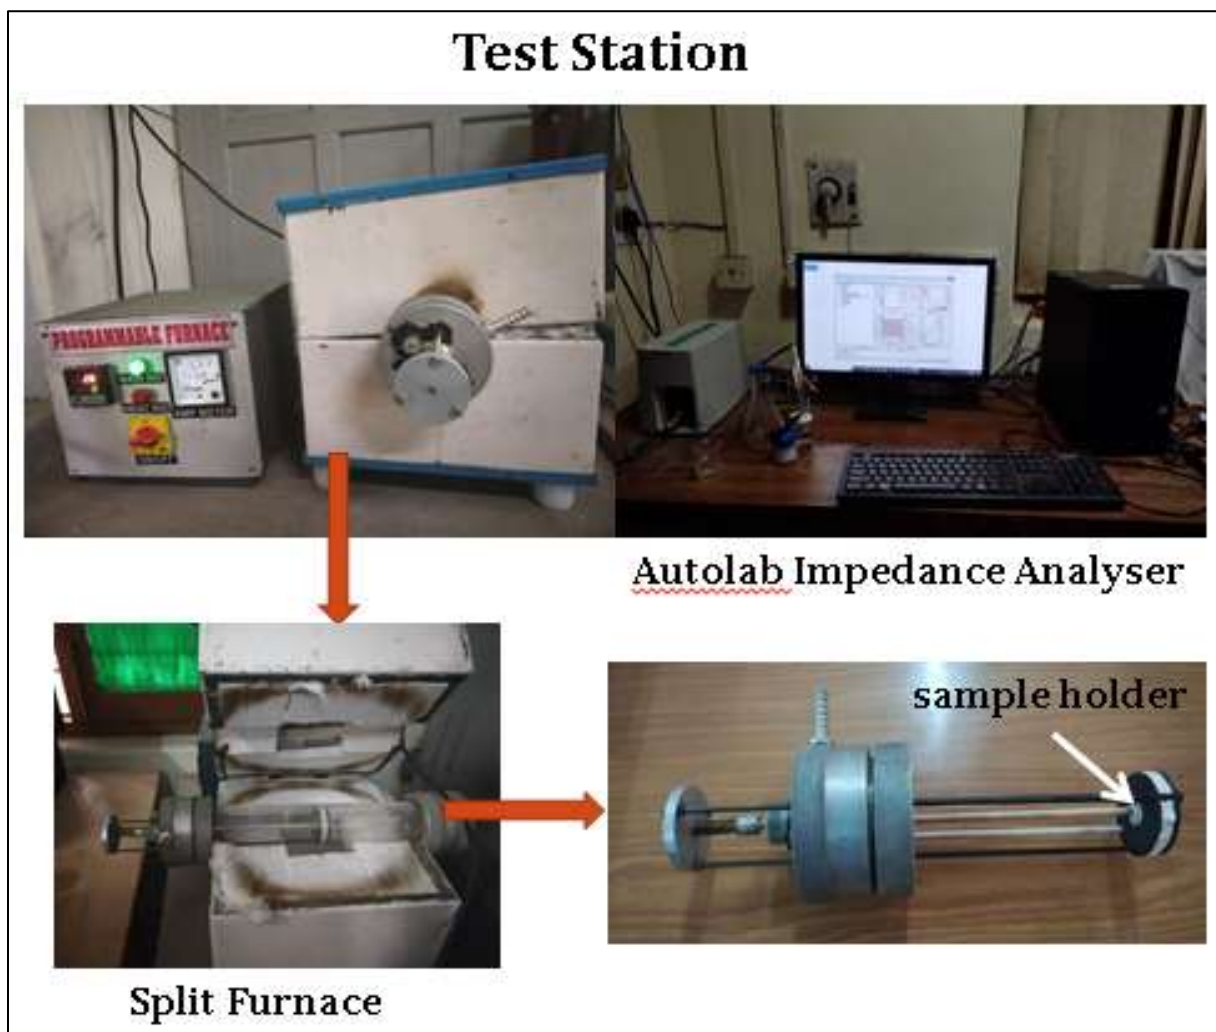 Test Station
PROGRAMMABLE FURNACE
Autolab Impedance Analyser
sample holder
Split Furnace